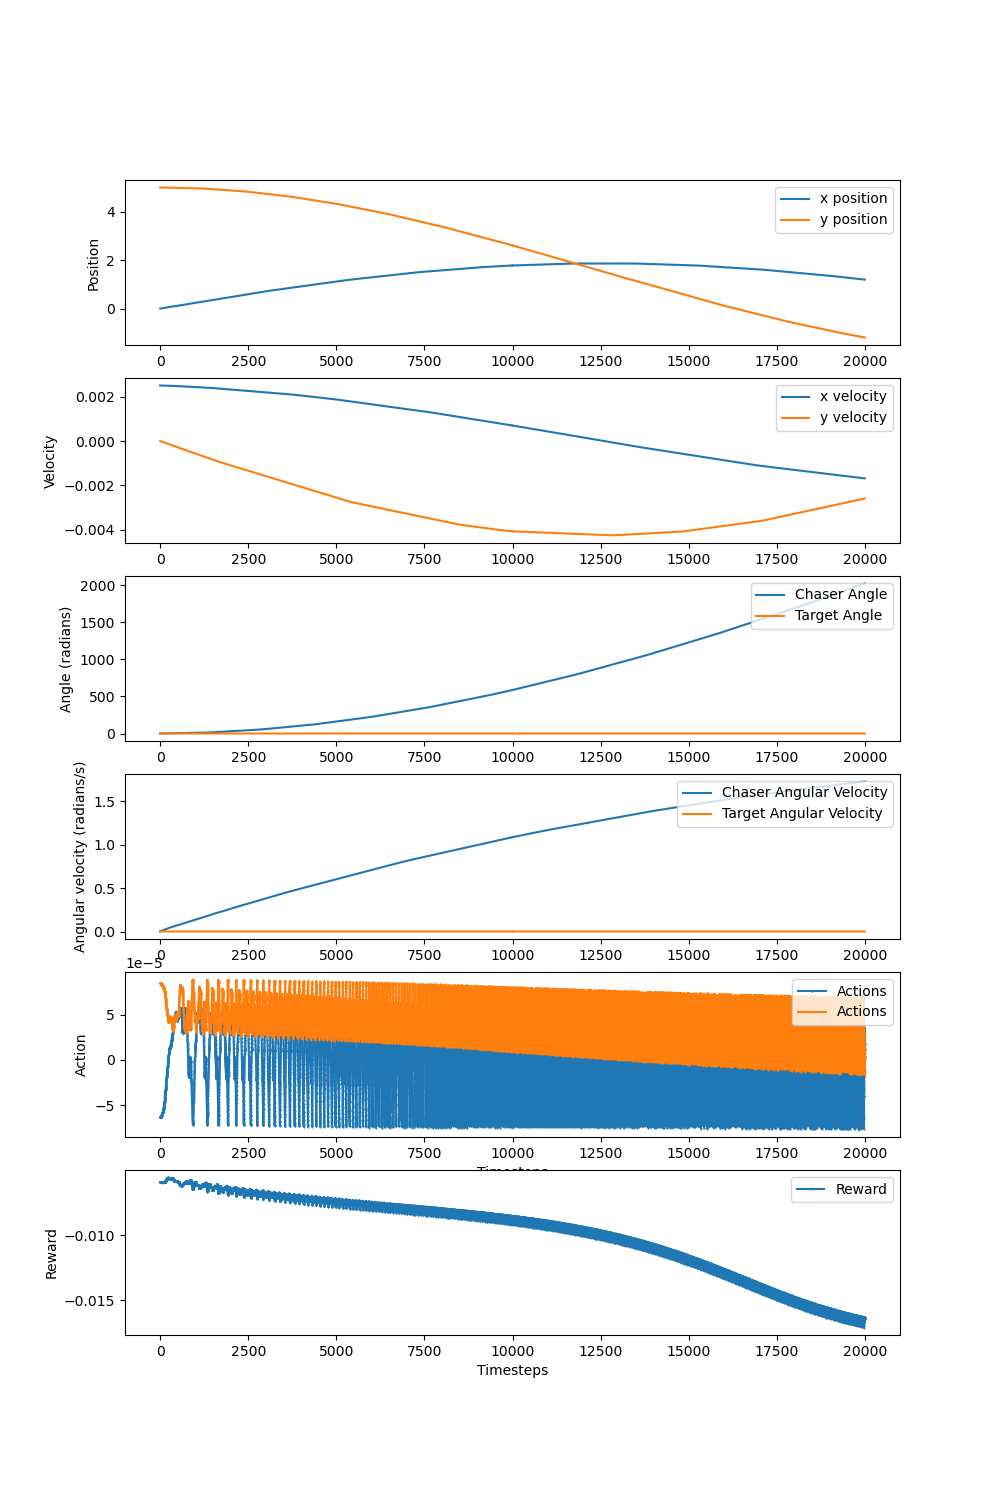 x position
y position
4
2
0
Position
0 2500 5000 7500 10000 12500 15000 17500 20000
x velocity
y velocity
0.002
0.000
−0.002
−0.004
Velocity
0 2500 5000 7500 10000 12500 15000 17500 20000
Chaser Angle
Target Angle
2000
1500
1000
500
0
Angle (radians)
0 2500 5000 7500 10000 12500 15000 17500 20000
Chaser Angular Velocity
Target Angular Velocity
1.5
1.0
0.5
0.0
Angular velocity (radians/s)
0 2500 5000 7500 10000 12500 15000 17500 20000
1e−5
Actions
Actions
5
0
−5
Action
0 2500 5000 7500 10000 12500 15000 17500 20000
Timesteps
Reward
−0.010
−0.015
Reward
0 2500 5000 7500 10000 12500 15000 17500 20000
Timesteps